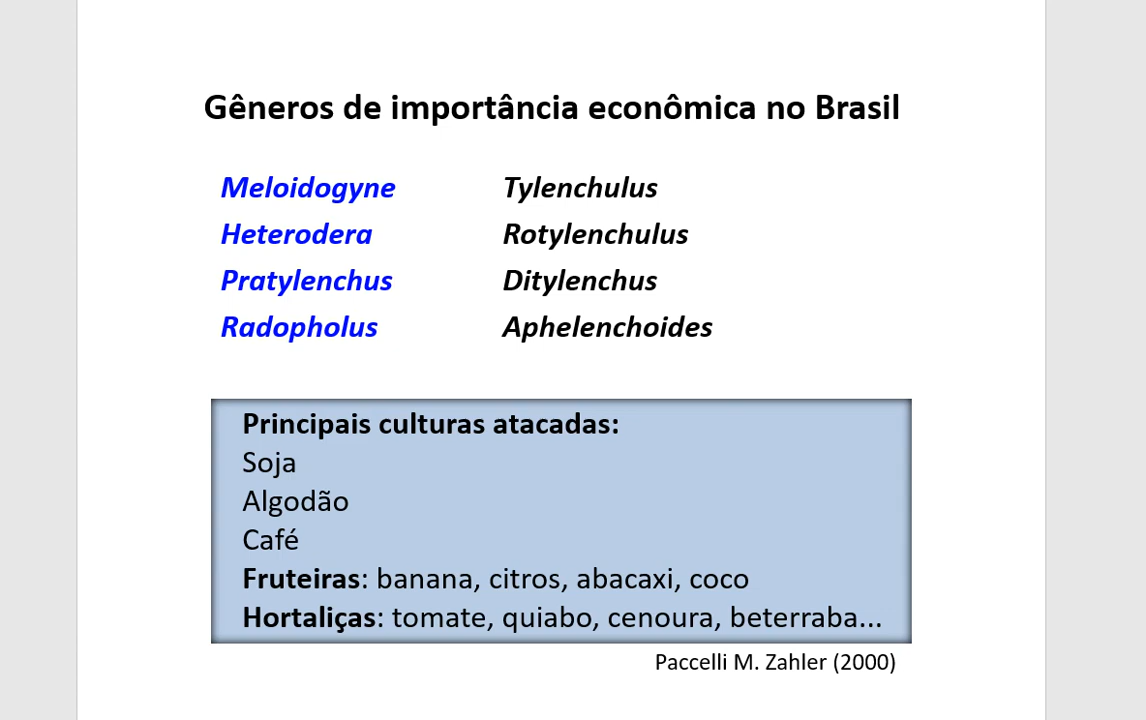 Gêneros de importância econômica no Brasil
Meloidogyne Tylenchulus
Heterodera Rotylenchulus
Pratylenchus Ditylenchus
Radopholus Aphelenchoides
Principais culturas atacadas:
Soja
Algodão
Café
Fruteiras: banana, citros, abacaxi, coco
Hortaliças: tomate, quiabo, cenoura, beterraba...
Paccelli M. Zahler (2000)